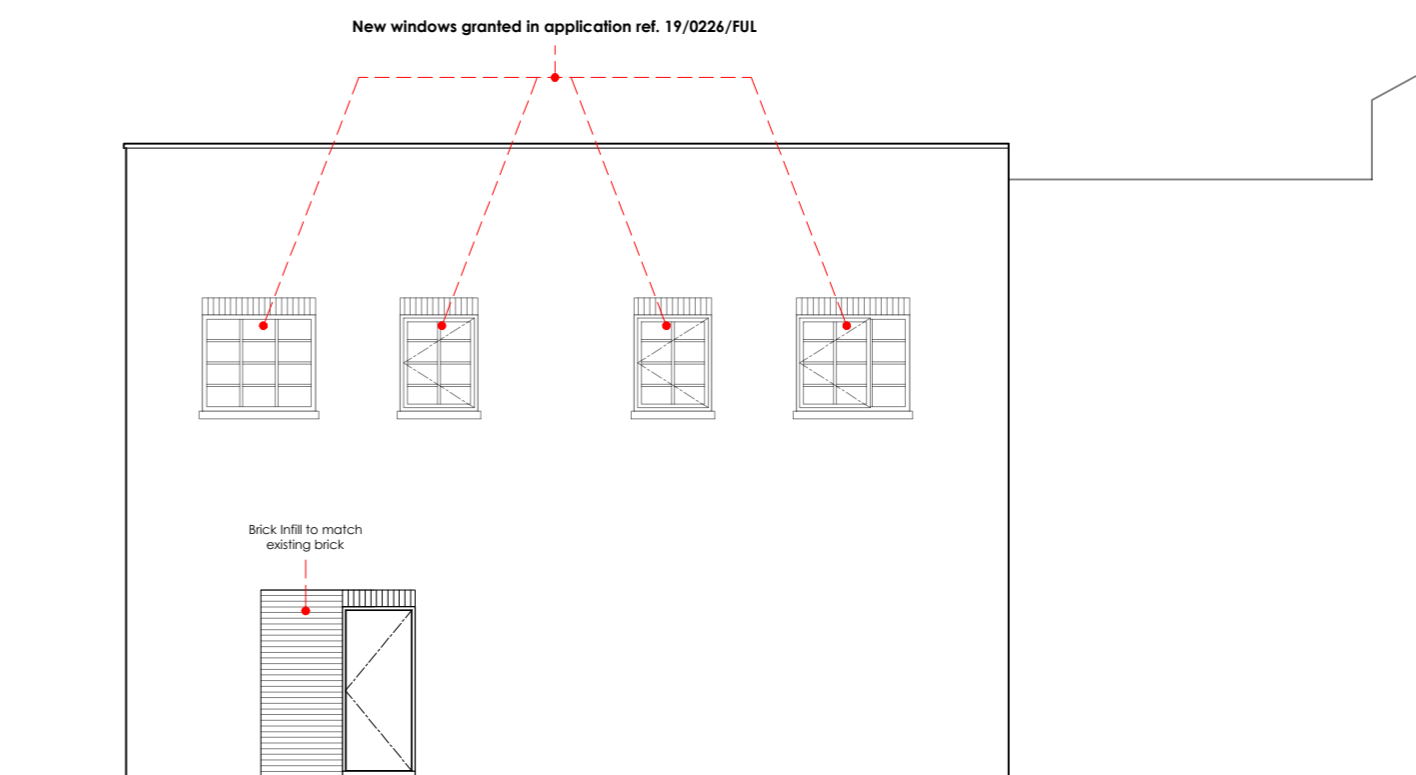 New windows granted in application ref. 19/0226/FUL
Brick Infill to match
existing brick